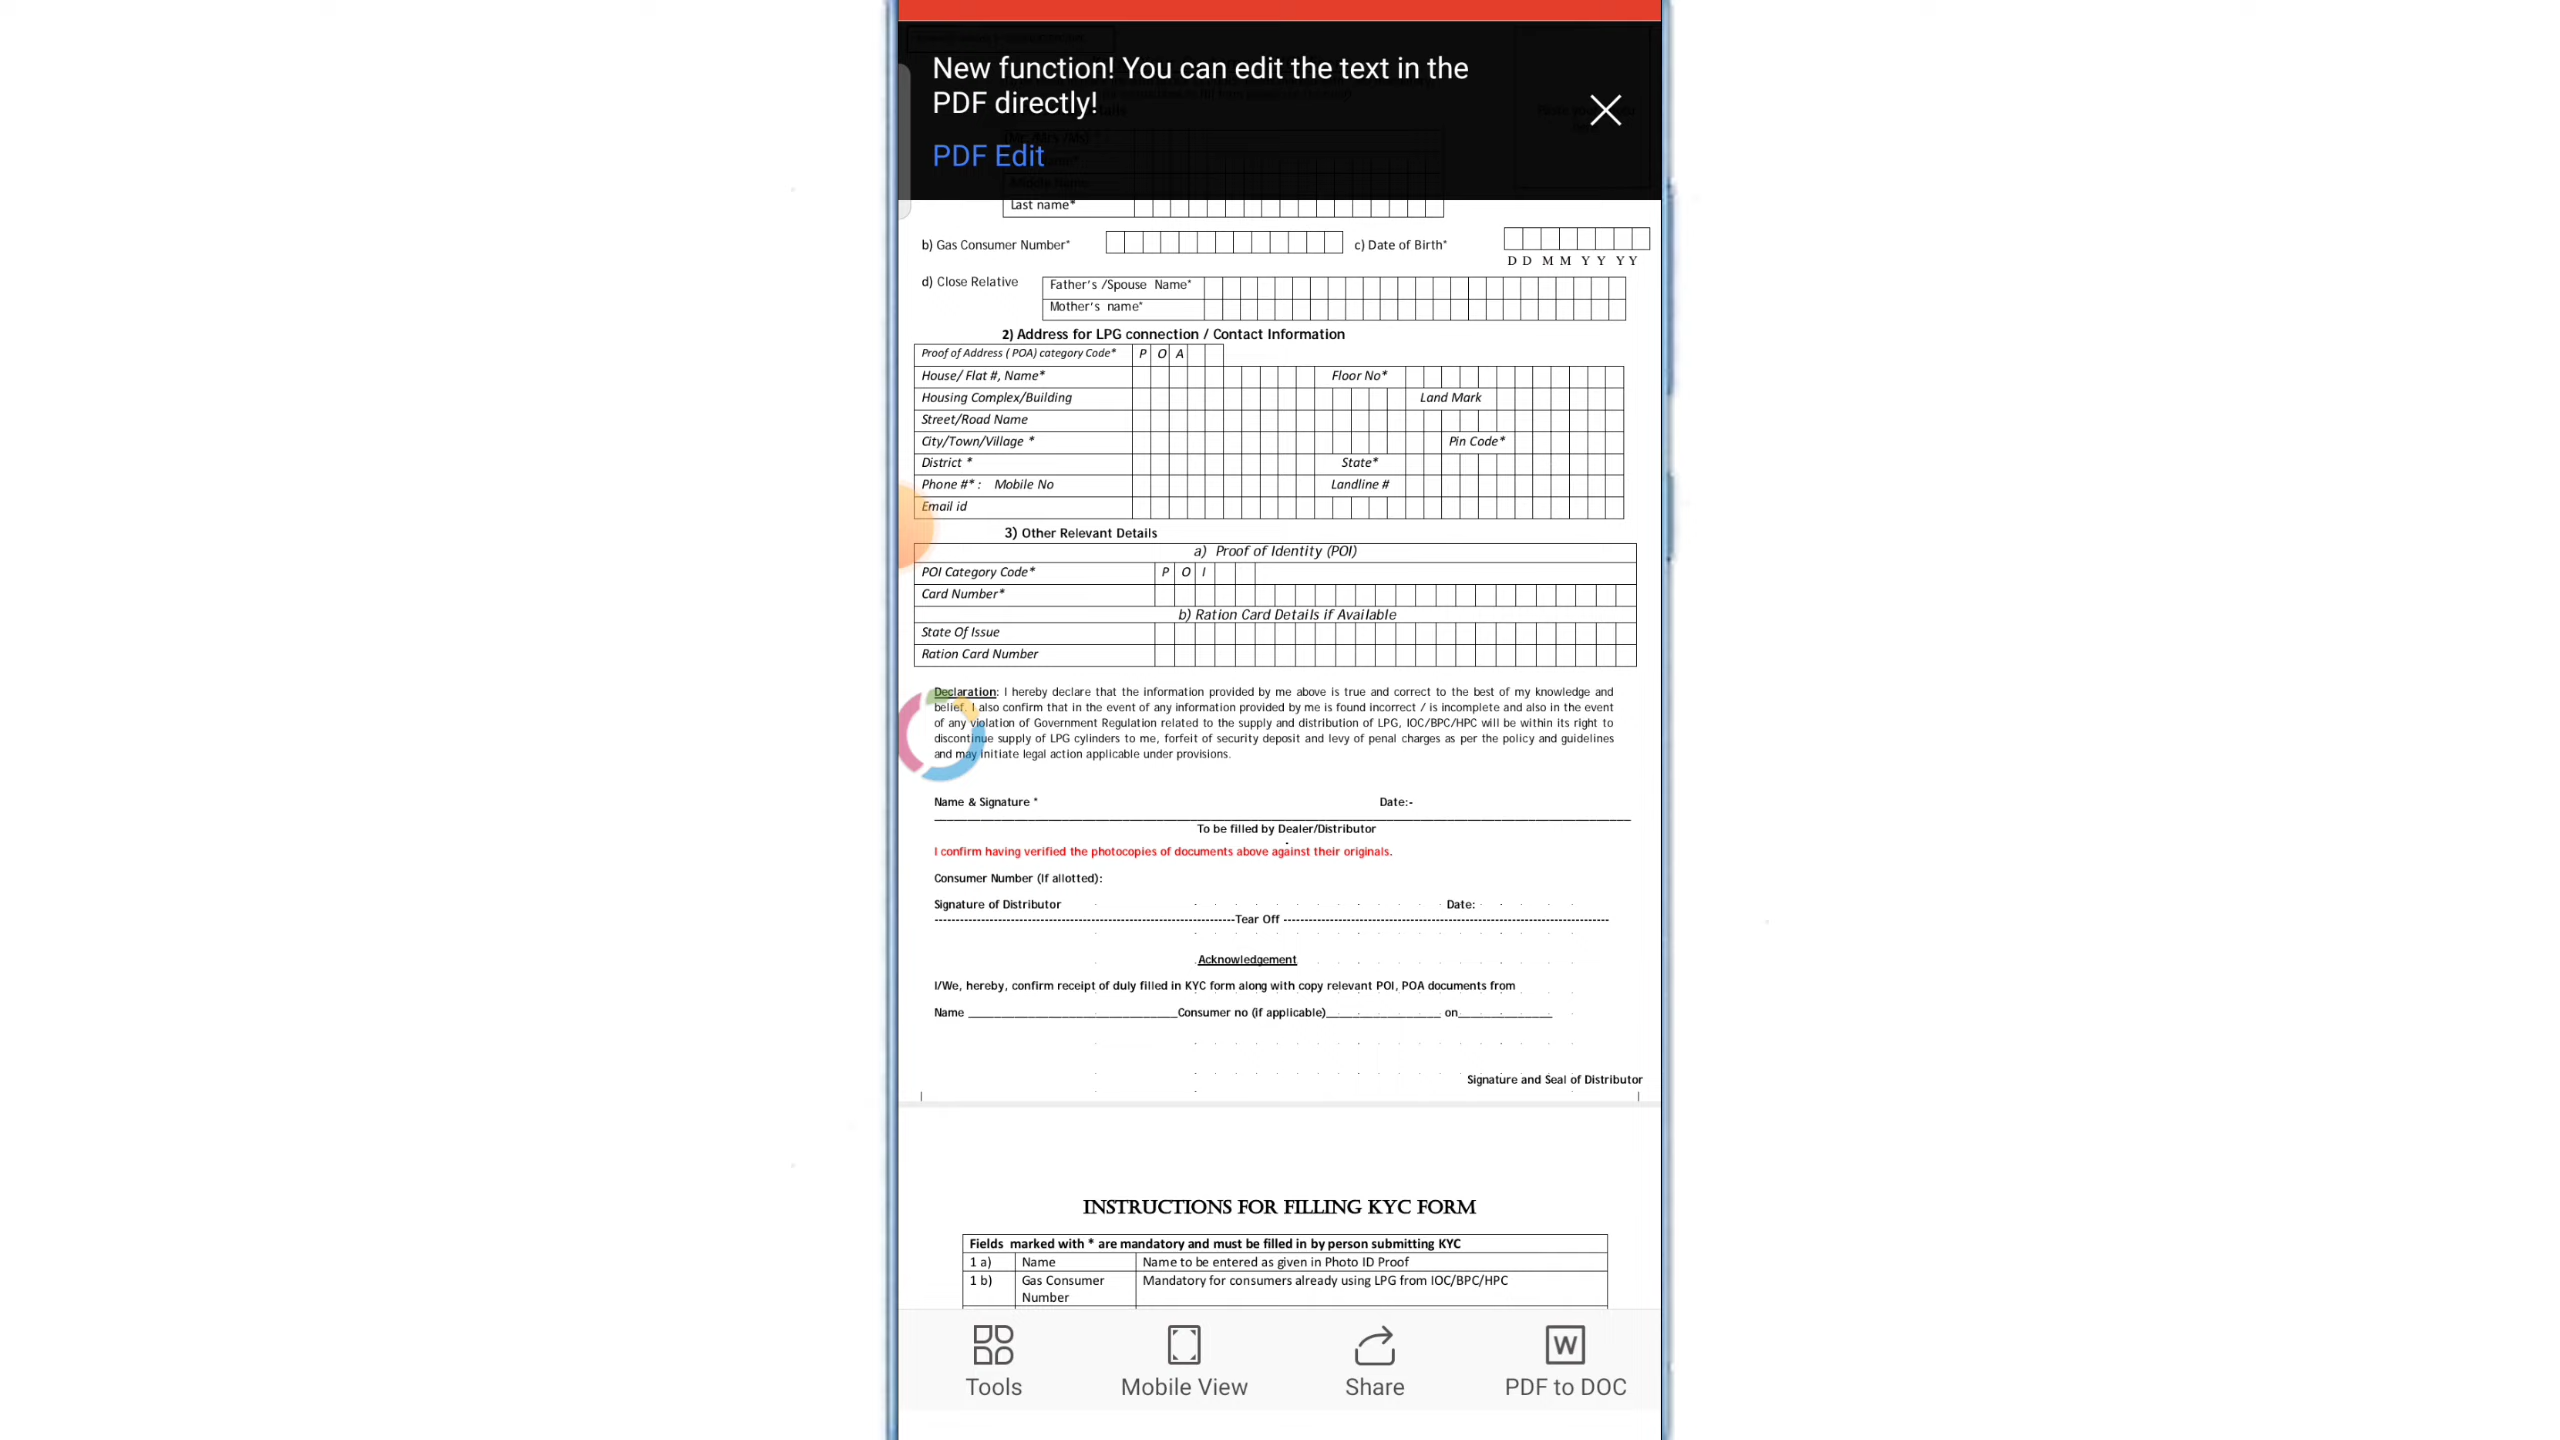 New function! You can edit the text in the
PDF directly!
PDF Edit
Last name*
b) Gas Consumer Number* c) Date of Birth*
D D M M Y Y Y Y
d) Close Relative Father's /Spouse Name*
Mother's name*
2) Address for LPG connection / Contact Information
Proof of Address ( POA) category Code* P O A
House/ Flat #, Name* Floor No*
Housing Complex/Building Land Mark
Street/Road Name
City/Town/Village * Pin Code*
District * State*
Phone #* : Mobile No Landline #
Email id
3) Other Relevant Details
a) Proof of Identity (POI)
POI Category Code* P O I
Card Number*
b) Ration Card Details if Available
State Of Issue
Ration Card Number
Declaration: I hereby declare that the information provided by me above is true and correct to the best of my knowledge and
belief. I also confirm that in the event of any information provided by me is found incorrect / is incomplete and also in the event
of any violation of Government Regulation related to the supply and distribution of LPG, IOC/BPC/HPC will be within its right to
discontinue supply of LPG cylinders to me, forfeit of security deposit and levy of penal charges as per the policy and guidelines
and may initiate legal action applicable under provisions.
Name & Signature * Date:-
To be filled by Dealer/Distributor
I confirm having verified the photocopies of documents above against their originals.
Consumer Number (If allotted):
Signature of Distributor Date:
Tear Off
Acknowledgement
I/We, hereby, confirm receipt of duly filled in KYC form along with copy relevant POI, POA documents from
Name ______________ Consumer no (if applicable)______________ on______________
Signature and Seal of Distributor
INSTRUCTIONS FOR FILLING KYC FORM
Fields marked with * are mandatory and must be filled in by person submitting KYC
1 a) Name Name to be entered as given in Photo ID Proof
1 b) Gas Consumer Mandatory for consumers already using LPG from IOC/BPC/HPC
Number
Tools Mobile View Share PDF to DOC